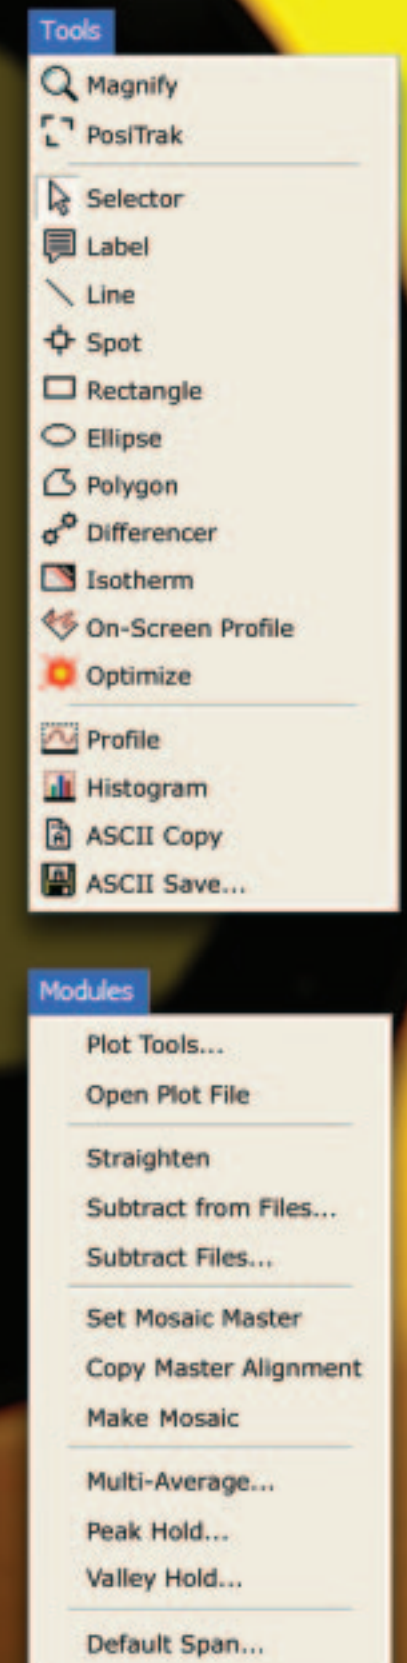 Tools
Magnify
PosiTrak
Selector
Label
Line
Spot
Rectangle
Ellipse
Polygon
Differencer
Isotherm
On-Screen Profile
Optimize
Profile
Histogram
ASCII Copy
ASCII Save...
Modules
Plot Tools...
Open Plot File
Straighten
Subtract from Files...
Subtract Files...
Set Mosaic Master
Copy Master Alignment
Make Mosaic
Multi-Average...
Peak Hold...
Valley Hold...
Default Span...